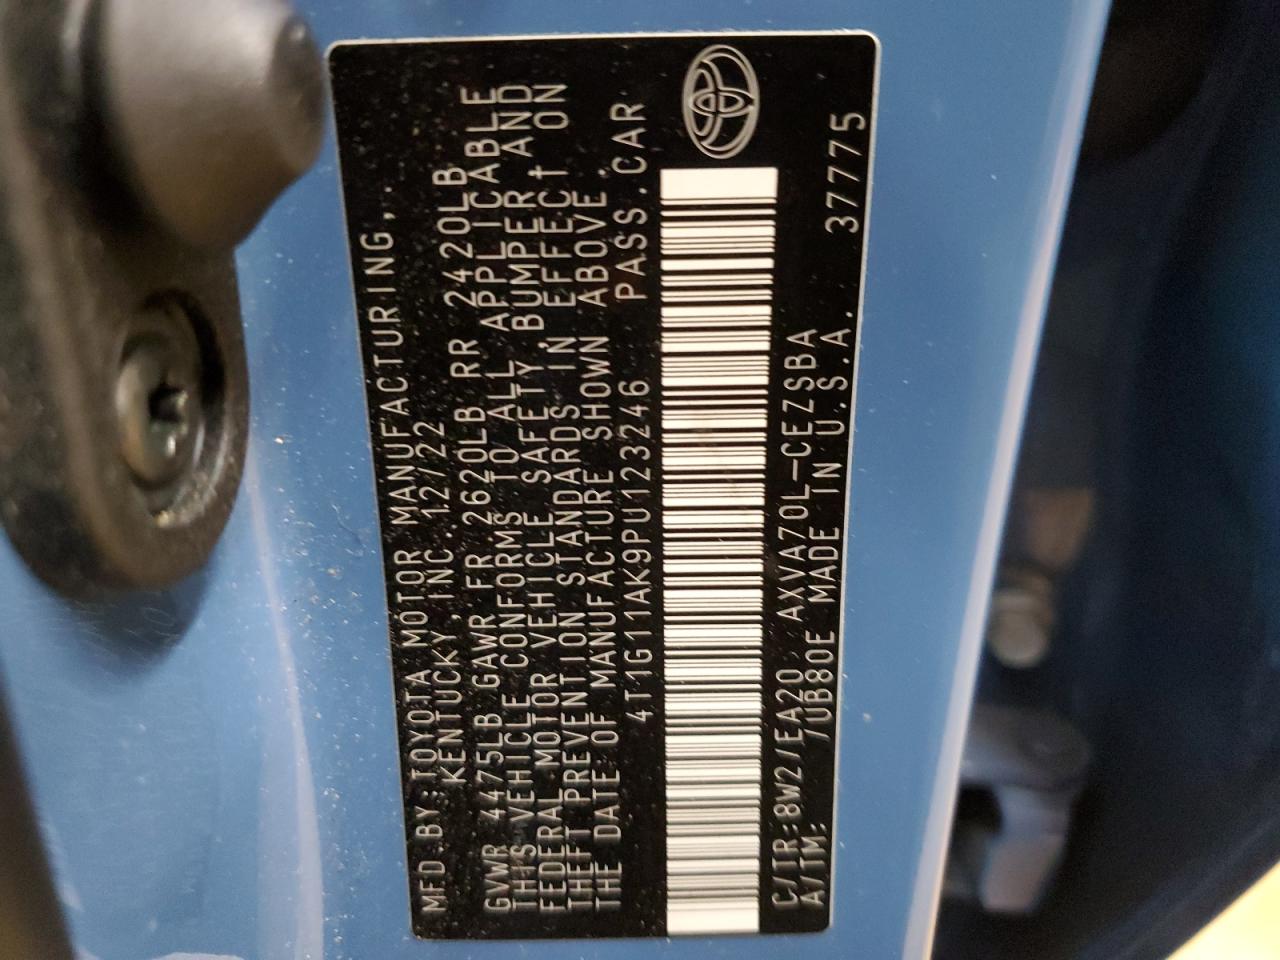 MFD.BY:TOYOTA MOTOR MANUFACTURING,
KENTUCKY,INC. 12/22
GVWR 4475LB GAWR FR 2620LB RR 2420LB
THIS VEHICLE CONFORMS TO ALL APPLICABLE
FEDERAL MOTOR VEHICLE SAFETY,BUMPER AND
THEFT PREVENTION STANDARDS IN EFFECT ON
THE DATE OF MANUFACTURE SHOWN ABOVE.
4T1G11AK9PU123246 PASS.CAR
C/TR:8W2/EA20 AXVA70L-CEZSBA
A/TM: /UB80E MADE IN U.S.A. 37775